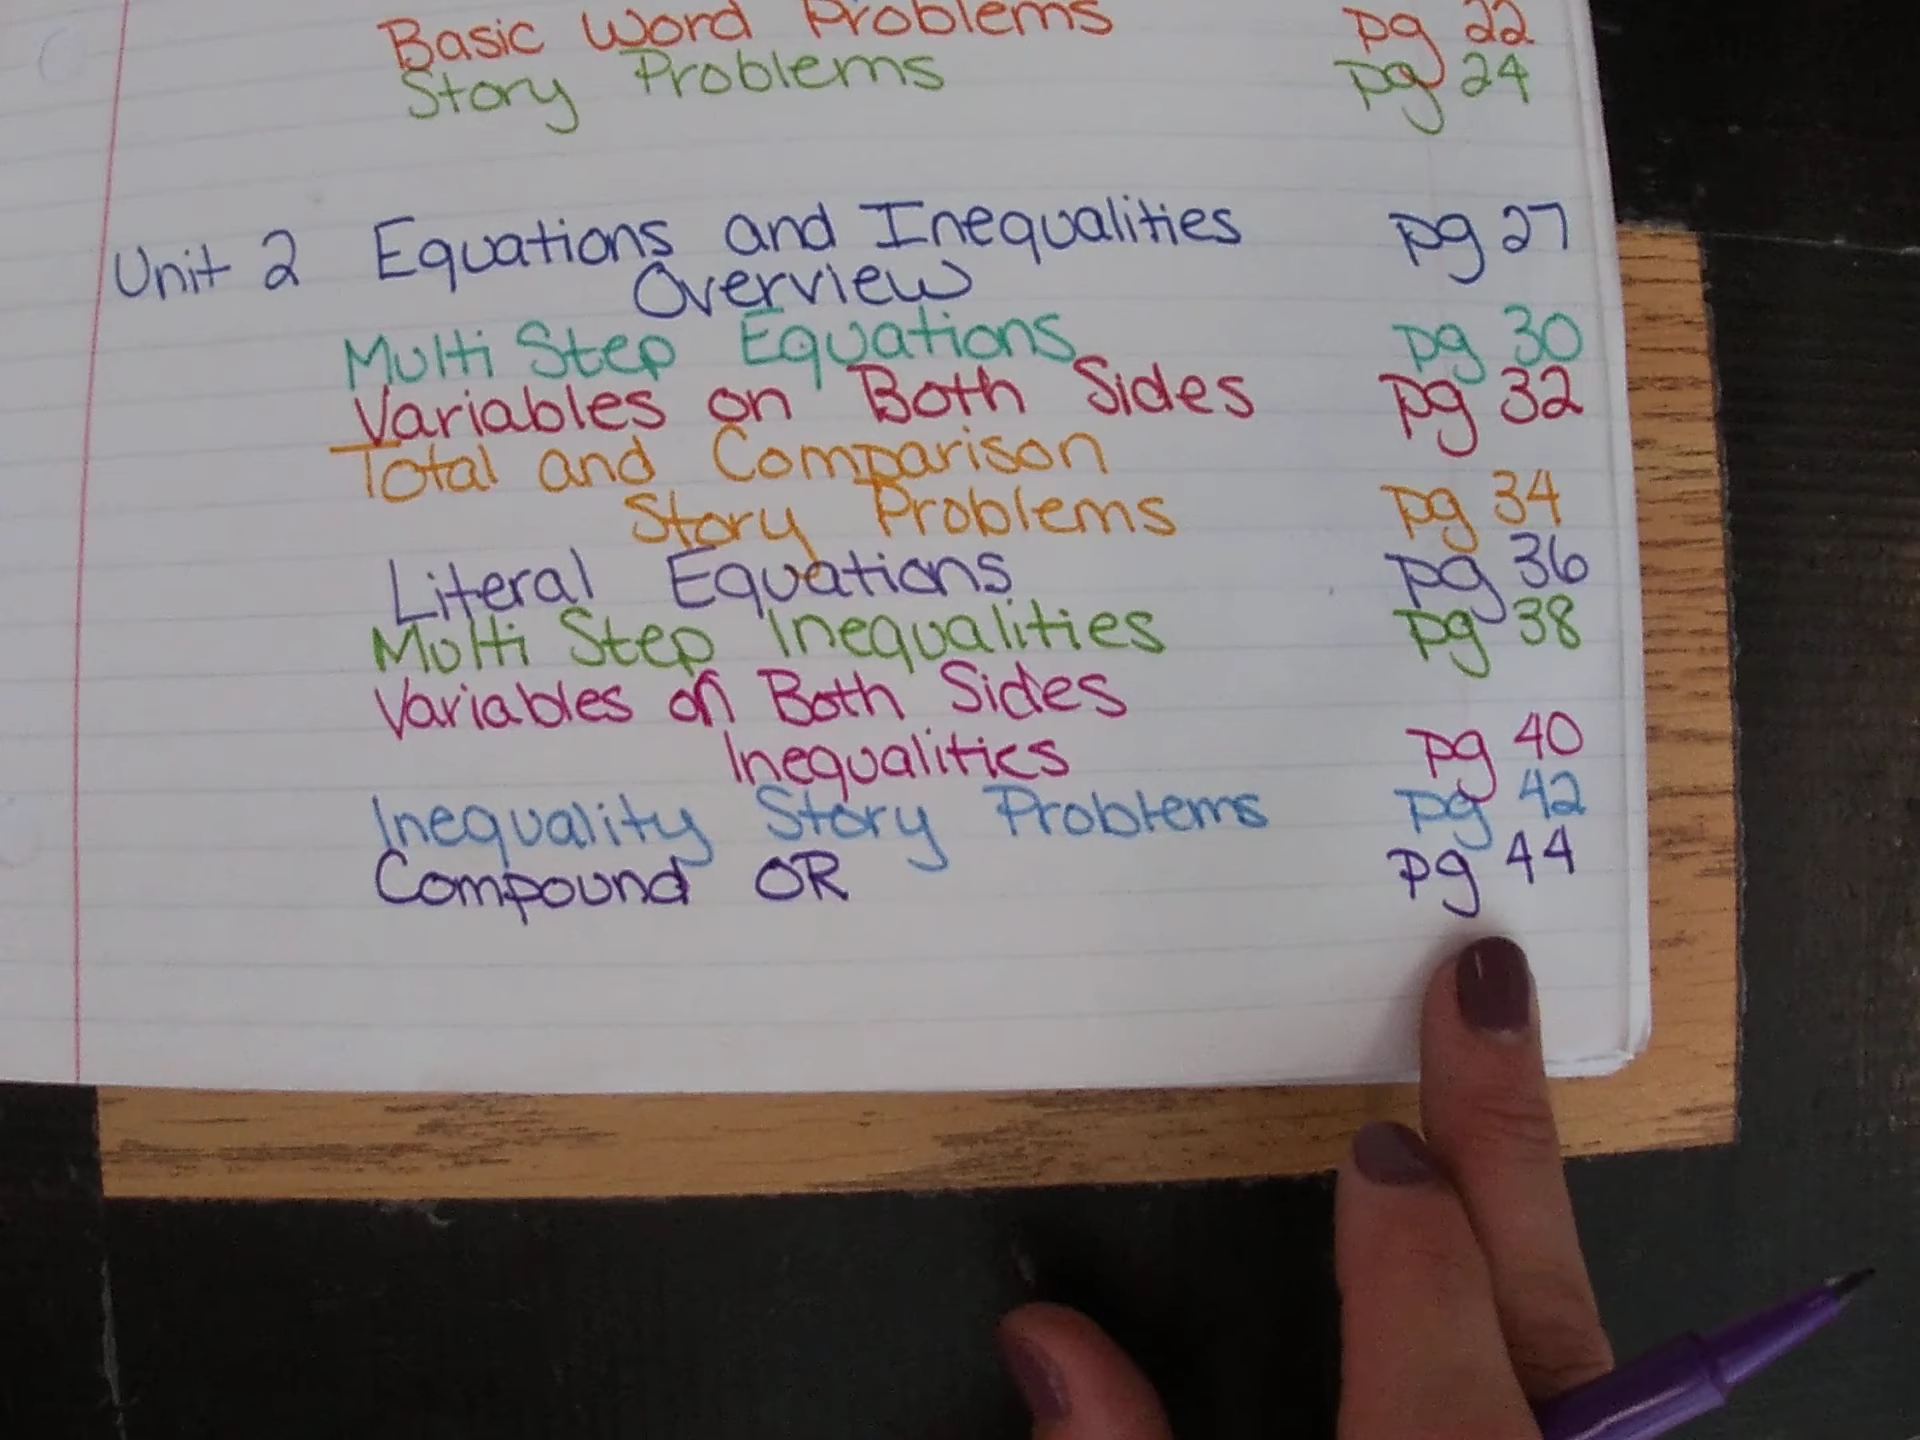 Basic Word Problems pg 22
Story Problems pg 24
Unit 2 Equations and Inequalities pg 27
Overview
Multi Step Equations pg 30
Variables on Both Sides pg 32
Total and Comparison
Story Problems pg 34
Literal Equations pg 36
Multi Step Inequalities pg 38
Variables on Both Sides
Inequalities pg 40
Inequality Story Problems pg 42
Compound OR pg 44